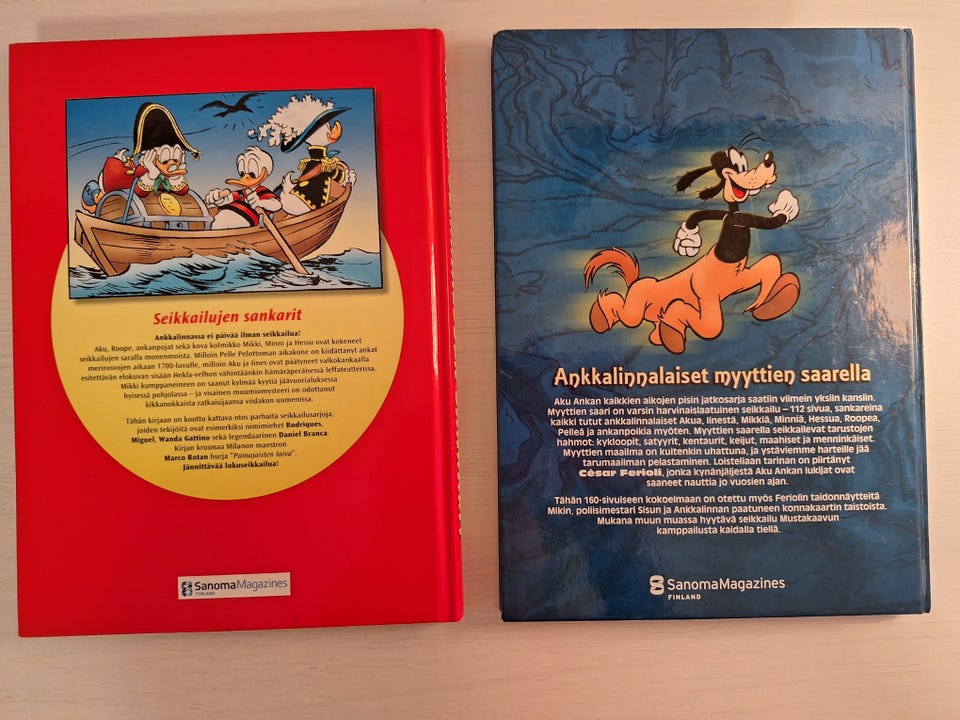 Seikkailujen sankarit
Ankkalinnassa ei päivää ilman seikkailua!
Aku, Roope, ankanpojat sekä kova kolmikko Mikki, Minni ja Hessu ovat kokeneet
seikkailujen saralla monenmoista. Milloin Pelle Pelottoman aikakone on kiidattanyt ankat
merirosvojen aikaan 1700-luvulle, milloin Aku ja Iines ovat päätyneet valkokankaalla
esitettävän elokuvan sisään Hekla-velhon vähintäänkin hämäräperäisessä leffateatterissa.
Mikki kumppaneineen on saanut kylmää kyytiä jäävuorialuksessa
hyisessä pohjolassa – ja visainen muumiomysteeri on odottanut
kikkanokkaista ratkaisijaansa viidakon uumenissa.
Tähän kirjaan on koottu kattava otos parhaita seikkailusarjoja,
joiden tekijöitä ovat esimerkiksi nimimiehet Rodriques,
Miguel, Wanda Gattino sekä legendaarinen Daniel Branca.
Kirjan kruunaa Milanon maestron
Marco Rotan hurja "Painajaisten laiva".
Jännittävää lukuseikkailua!
SanomaMagazines
FINLAND
Ankkalinnalaiset myyttien saarella
Aku Ankan kaikkien aikojen pisin jatkosarja saatiin viimein yksiin kansiin.
Myyttien saari on varsin harvinaislaatuinen seikkailu – 112 sivua, sankareina
kaikki tutut ankkalinnalaiset Akua, Iinestä, Mikkiä, Minniä, Hessua, Roopea,
Pelleä ja ankanpoikia myöten. Myyttien saarella seikkailevat tarustojen
hahmot: kykloopit, satyyrit, kentaurit, keijut, maahiset ja menninkäiset.
Myyttien maailma on kuitenkin uhattuna, ja ystäviemme harteille jää
tarumaailman pelastaminen. Loisteliaan tarinan on piirtänyt
César Ferioli, jonka kynänjäljestä Aku Ankan lukijat ovat
saaneet nauttia jo vuosien ajan.
Tähän 160-sivuiseen kokoelmaan on otettu myös Feriolin taidonnäytteitä
Mikin, poliisimestari Sisun ja Ankkalinnan paatuneen konnakaartin taistoista.
Mukana muun muassa hyytävä seikkailu Mustakaavun
kamppailusta kaidalla tiellä.
SanomaMagazines
FINLAND